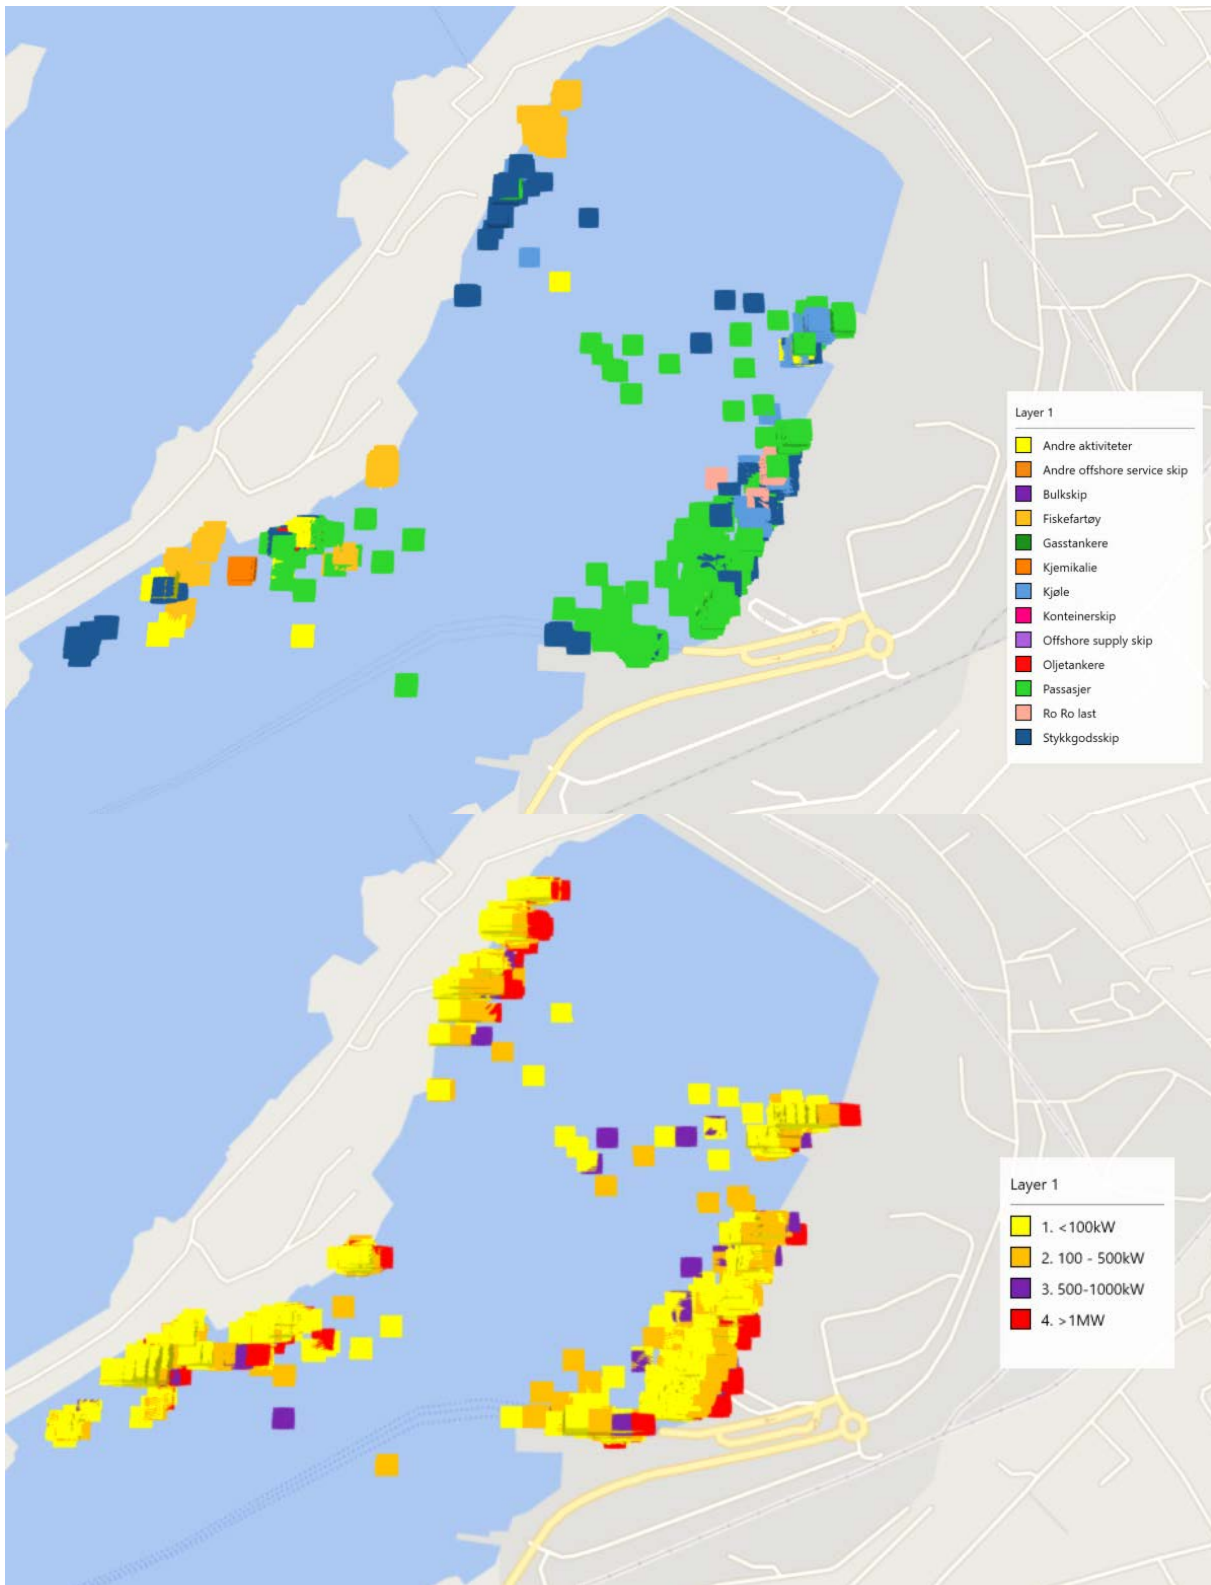 Layer 1
Andre aktiviteter
Andre offshore service skip
Bulkskip
Fiskefartøy
Gasstankere
Kjemikalie
Kjøle
Konteinerskip
Offshore supply skip
Oljetankere
Passasjer
Ro Ro last
Stykkgodsskip
Layer 1
1. <100kW
2. 100 - 500kW
3. 500-1000kW
4. >1MW